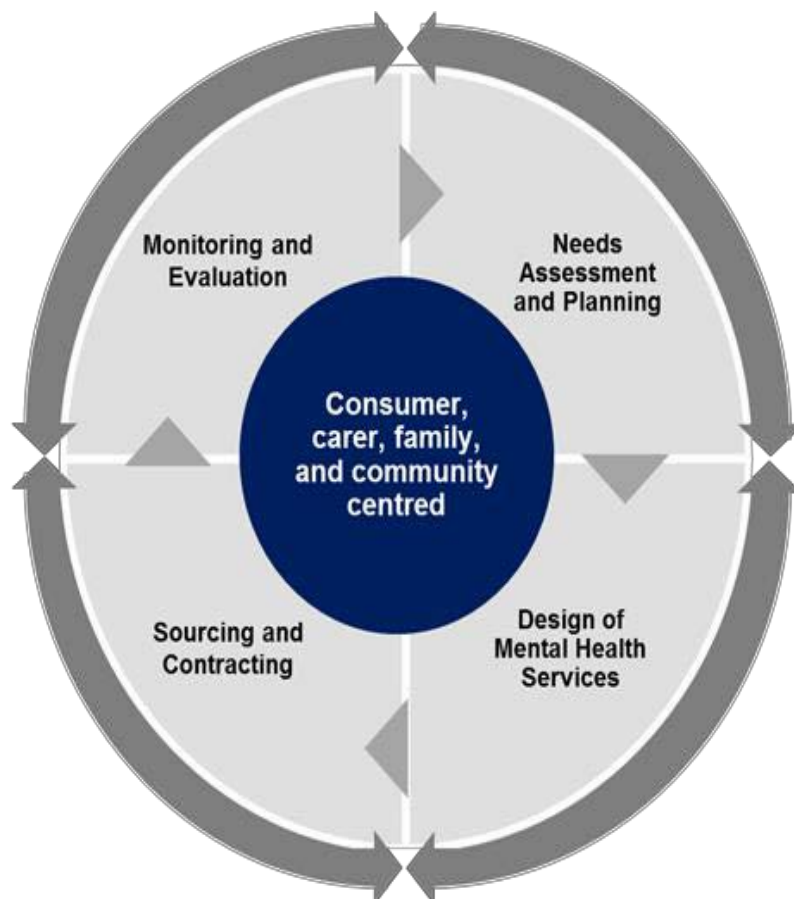 Monitoring and
Evaluation
Needs
Assessment
and Planning
Consumer,
carer, family,
and community
centred
Sourcing and
Contracting
Design of
Mental Health
Services